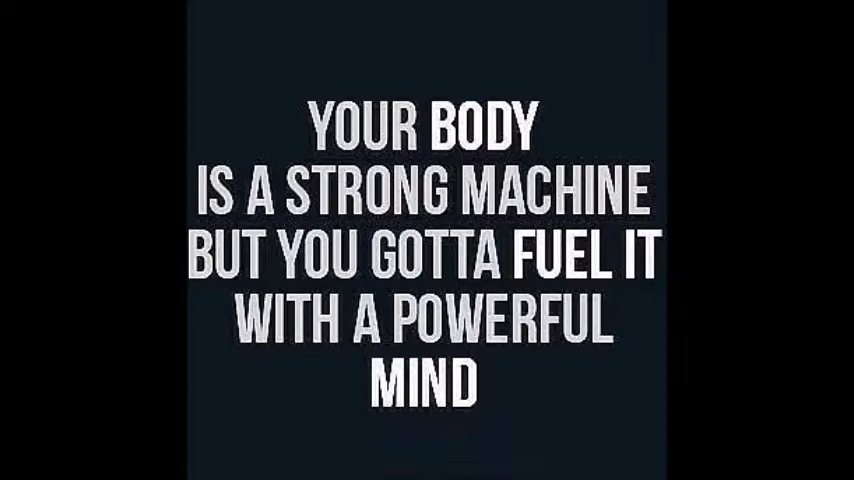 YOUR BODY
IS A STRONG MACHINE
BUT YOU GOTTA FUEL IT
WITH A POWERFUL
MIND